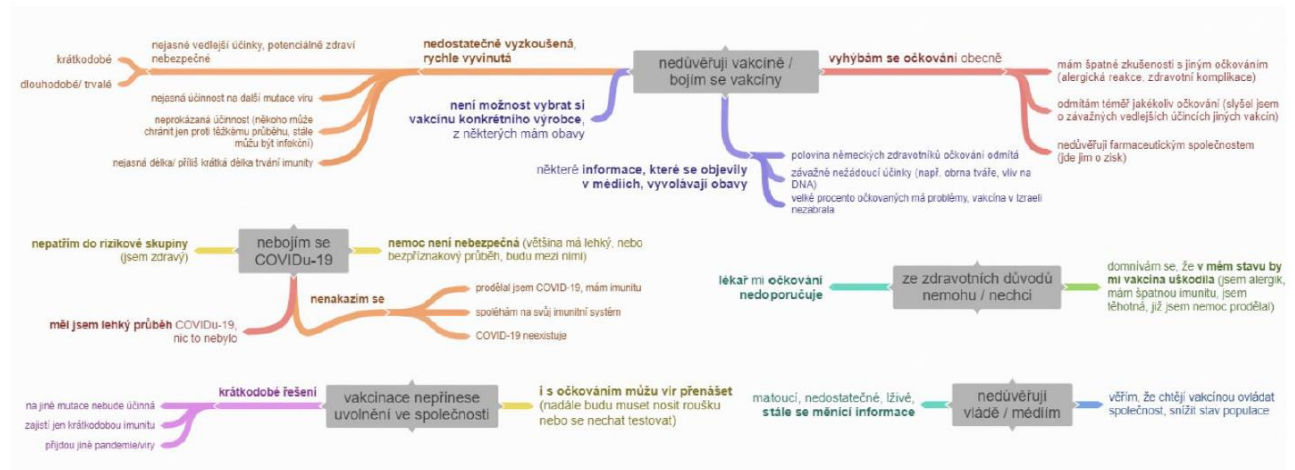 nedůvěřuji vakcíně /
bojím se vakcíny
nedostatečně vyzkoušená,
rychle vyvinutá
nejasné vedlejší účinky, potenciálně zdraví
nebezpečné
krátkodobé
dlouhodobé/ trvalé
nejasná účinnost na další mutace viru
neprokázaná účinnost (někoho může
chránit jen proti těžkému průběhu, stále
můžu být infekční)
nejasná délka/ příliš krátká délka trvání imunity
není možnost vybrat si
vakcínu konkrétního výrobce,
z některých mám obavy
některé informace, které se objevily
v médiích, vyvolávají obavy
polovina německých zdravotníků očkování odmítá
závažné nežádoucí účinky (např. obrna tváře, vliv na
DNA)
velké procento očkovaných má problémy, vakcína v Izraeli
nezabrala
vyhýbám se očkování obecně
mám špatné zkušenosti s jiným očkováním
(alergická reakce, zdravotní komplikace)
odmítám téměř jakékoliv očkování (slyšel jsem
o závažných vedlejších účincích jiných vakcín)
nedůvěřuji farmaceutickým společnostem
(jde jim o zisk)
nebojím se
COVIDu-19
nepatřím do rizikové skupiny
(jsem zdravý)
nemoc není nebezpečná (většina má lehký, nebo
bezpříznakový průběh, budu mezi nimi)
měl jsem lehký průběh COVIDu-19,
nic to nebylo
nenakazím se
prodělal jsem COVID-19, mám imunitu
spoléhám na svůj imunitní systém
COVID-19 neexistuje
ze zdravotních důvodů
nemohu / nechci
lékař mi očkování
nedoporučuje
domnívám se, že v mém stavu by
mi vakcína uškodila (jsem alergik,
mám špatnou imunitu, jsem
těhotná, již jsem nemoc prodělal)
vakcinace nepřinese
uvolnění ve společnosti
krátkodobé řešení
na jiné mutace nebude účinná
zajistí jen krátkodobou imunitu
přijdou jiné pandemie/viry
i s očkováním můžu vir přenášet
(nadále budu muset nosit roušku
nebo se nechat testovat)
nedůvěřuji
vládě / médiím
matoucí, nedostatečné, lživé,
stále se měnící informace
věřím, že chtějí vakcínou ovládat
společnost, snížit stav populace